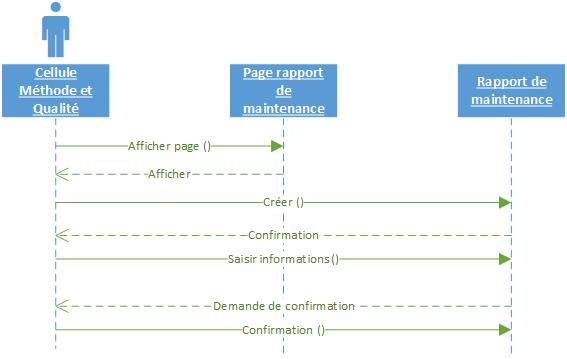 Cellule
Méthode et
Qualité
Page rapport
de
maintenance
Rapport de
maintenance
Afficher page ()
Afficher
Créer ()
Confirmation
Saisir informations()
Demande de confirmation
Confirmation ()